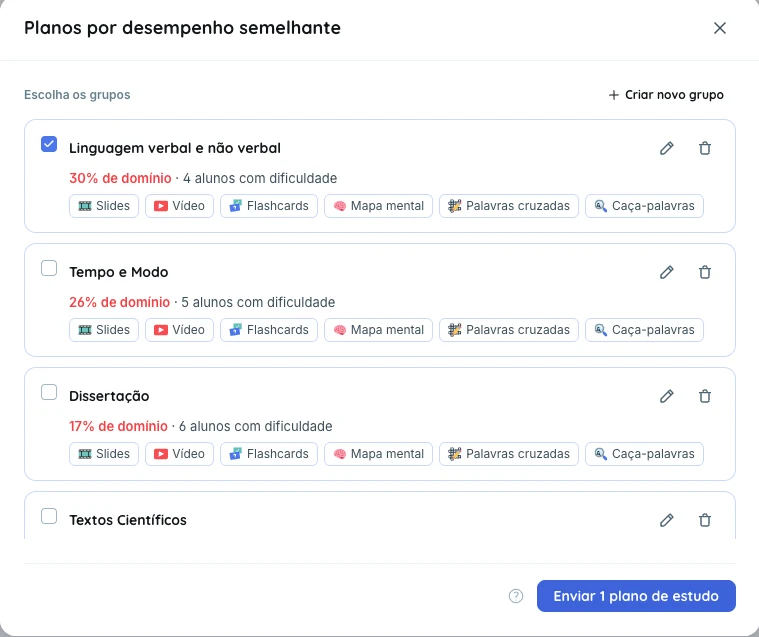 Planos por desempenho semelhante
Escolha os grupos
Criar novo grupo
Linguagem verbal e não verbal
30% de domínio · 4 alunos com dificuldade
Slides Vídeo Flashcards Mapa mental Palavras cruzadas Caça-palavras
Tempo e Modo
26% de domínio · 5 alunos com dificuldade
Slides Vídeo Flashcards Mapa mental Palavras cruzadas Caça-palavras
Dissertação
17% de domínio · 6 alunos com dificuldade
Slides Vídeo Flashcards Mapa mental Palavras cruzadas Caça-palavras
Textos Científicos
? Enviar 1 plano de estudo